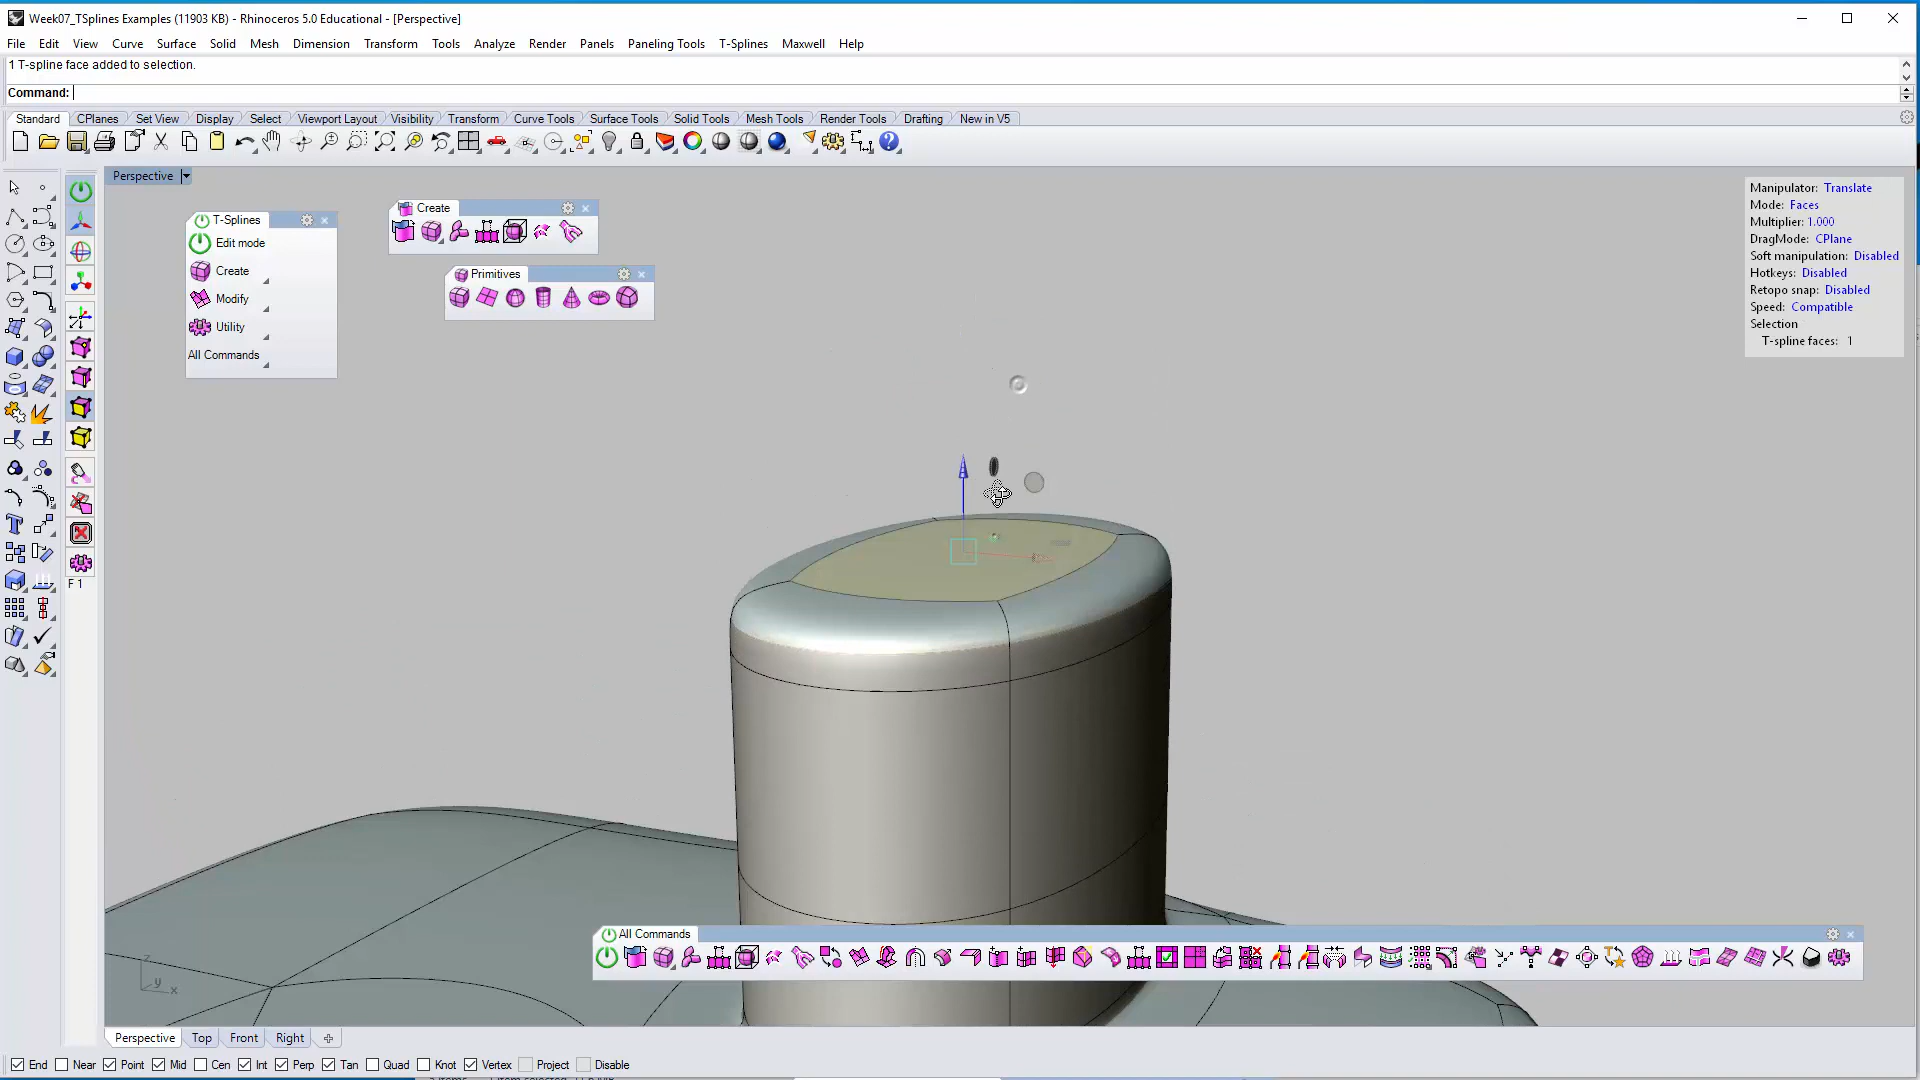 Week07_TSplines Examples (11903 KB) - Rhinoceros 5.0 Educational - [Perspective]
File Edit View Curve Surface Solid Mesh Dimension Transform Tools Analyze Render Panels Paneling Tools T-Splines Maxwell Help
1 T-spline face added to selection.
Command:
Standard CPlanes Set View Display Select Viewport Layout Visibility Transform Curve Tools Surface Tools Solid Tools Mesh Tools Render Tools Drafting New in V5
Perspective
T-Splines
Edit mode
Create
Modify
Utility
All Commands
Create
Primitives
Manipulator: Translate
Mode: Faces
Multiplier: 1.000
DragMode: CPlane
Soft manipulation: Disabled
Hotkeys: Disabled
Retopo snap: Disabled
Speed: Compatible
Selection
T-spline faces: 1
F 1
All Commands
z
y
x
Perspective Top Front Right
End Near Point Mid Cen Int Perp Tan Quad Knot Vertex Project Disable